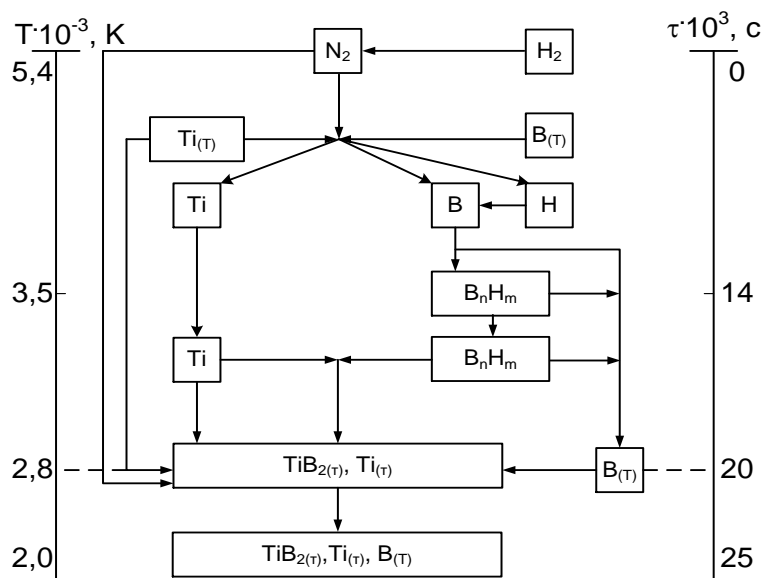 T·10⁻³, K
τ·10³, c
5,4
N₂
H₂
0
Ti(T)
B(T)
Ti
B
H
3,5
BₙHₘ
14
Ti
BₙHₘ
2,8
TiB₂(т), Ti(т)
B(T)
20
2,0
TiB₂(т),Ti(т), B(T)
25